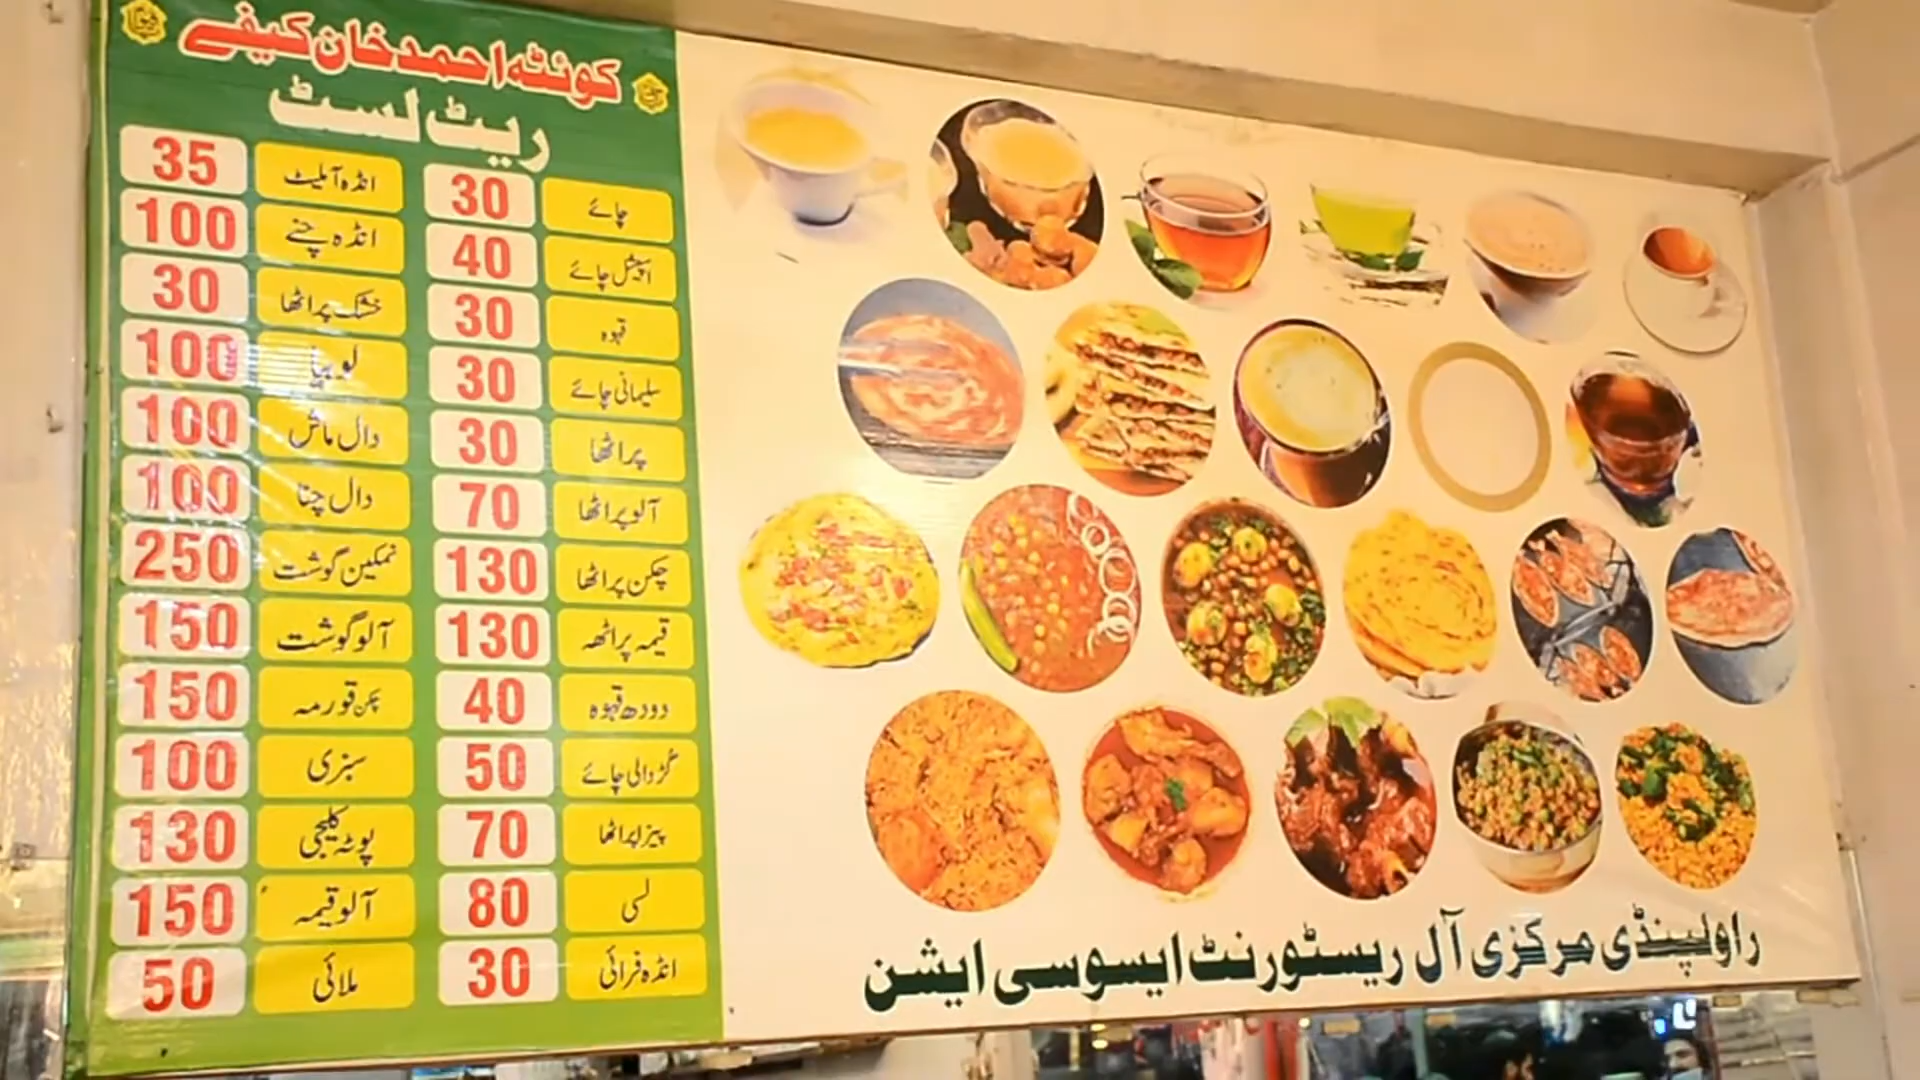 کوئٹہ احمد خان کیفے
ریٹ لسٹ
چائے 30
اسپیشل چائے 40
قہوہ 30
سلیمانی چائے 30
پراٹھا 30
آلو پراٹھا 70
چکن پراٹھا 130
قیمہ پراٹھہ 130
دودھ قہوہ 40
گڑ والی چائے 50
پیزا پراٹھا 70
لسی 80
انڈہ فرائی 30
انڈہ آملیٹ 35
انڈہ چنے 100
خشک پراٹھا 30
لوبیا 100
دال ماش 100
دال چنا 100
نمکین گوشت 250
آلو گوشت 150
چکن قورمہ 150
سبزی 100
پوٹہ کلیجی 130
آلو قیمہ 150
ملائی 50
راولپنڈی مرکزی آل ریسٹورنٹ ایسوسی ایشن